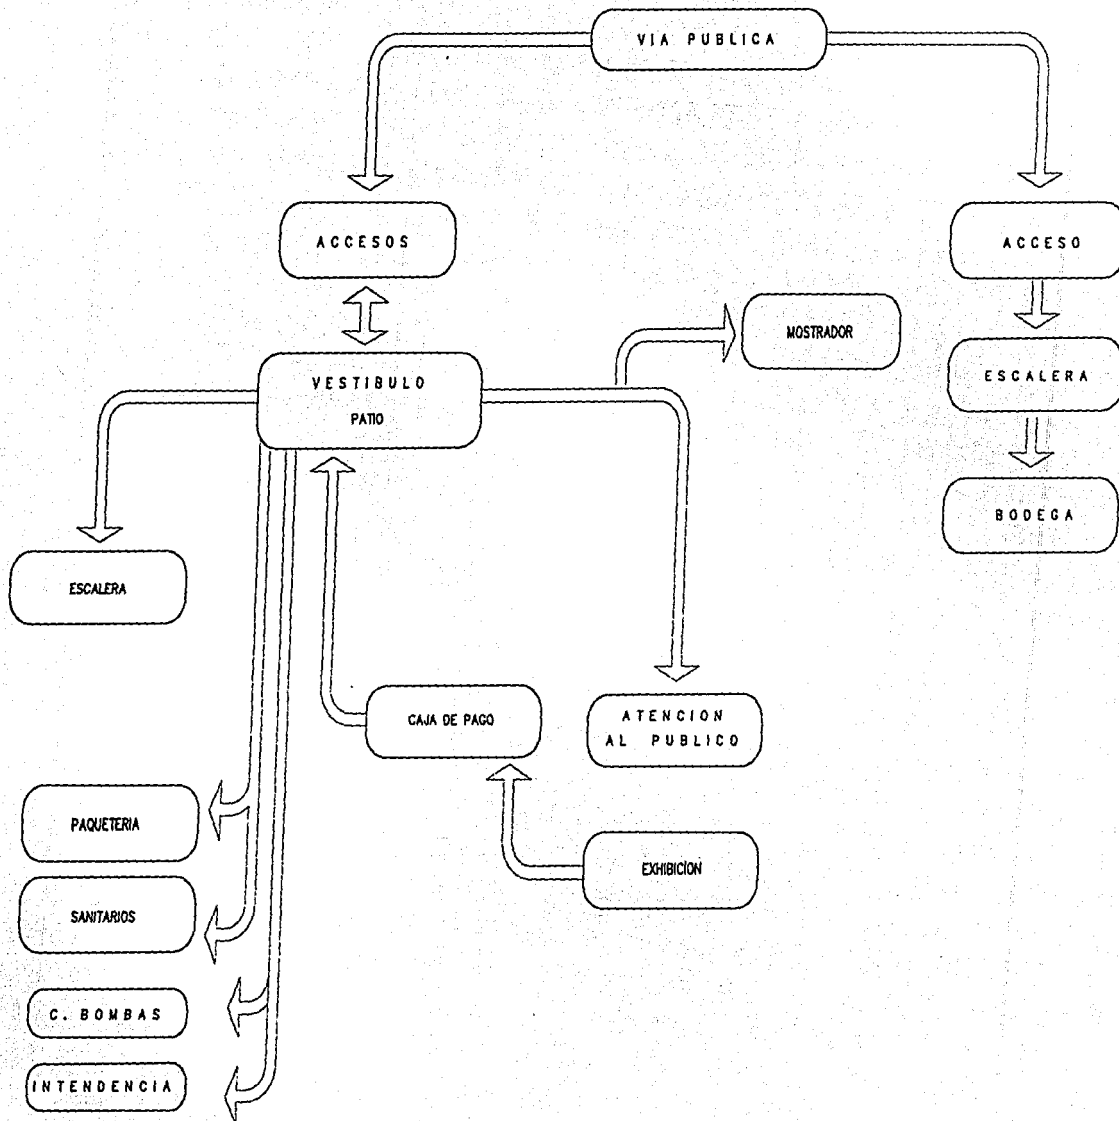 VIA PUBLICA
ACCESOS
ACCESO
MOSTRADOR
VESTIBULO
PATIO
ESCALERA
BODEGA
ESCALERA
CAJA DE PAGO
ATENCION
AL PUBLICO
PAQUETERIA
EXHIBICION
SANITARIOS
C. BOMBAS
INTENDENCIA